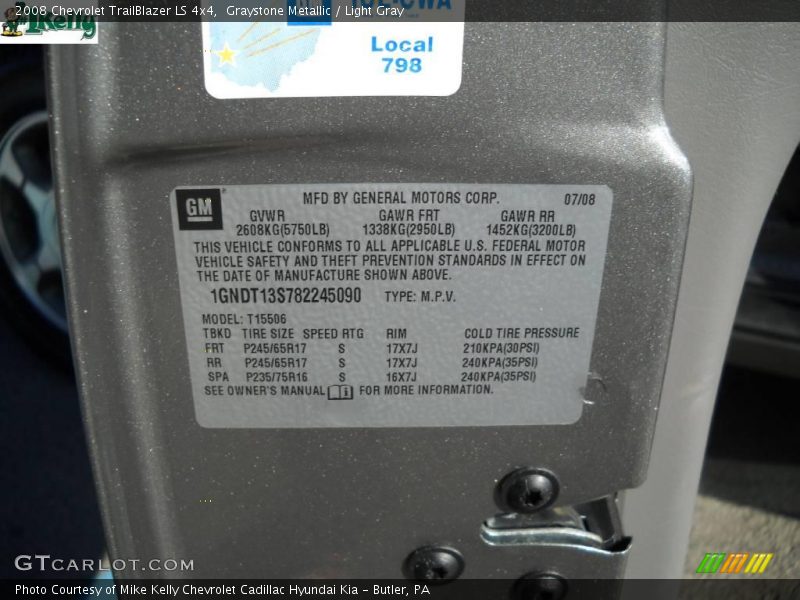 2008 Chevrolet TrailBlazer LS 4x4, Graystone Metallic / Light Gray
Kelly
Local
798
GM
MFD BY GENERAL MOTORS CORP. 07/08
GVWR GAWR FRT GAWR RR
2608KG(5750LB) 1338KG(2950LB) 1452KG(3200LB)
THIS VEHICLE CONFORMS TO ALL APPLICABLE U.S. FEDERAL MOTOR
VEHICLE SAFETY AND THEFT PREVENTION STANDARDS IN EFFECT ON
THE DATE OF MANUFACTURE SHOWN ABOVE.
1GNDT13S782245090 TYPE: M.P.V.
MODEL: T15506
TBKD TIRE SIZE SPEED RTG RIM COLD TIRE PRESSURE
FRT P245/65R17 S 17X7J 210KPA(30PSI)
RR P245/65R17 S 17X7J 240KPA(35PSI)
SPA P235/75R16 S 16X7J 240KPA(35PSI)
SEE OWNER'S MANUAL FOR MORE INFORMATION.
GTCARLOT.COM
Photo Courtesy of Mike Kelly Chevrolet Cadillac Hyundai Kia – Butler, PA